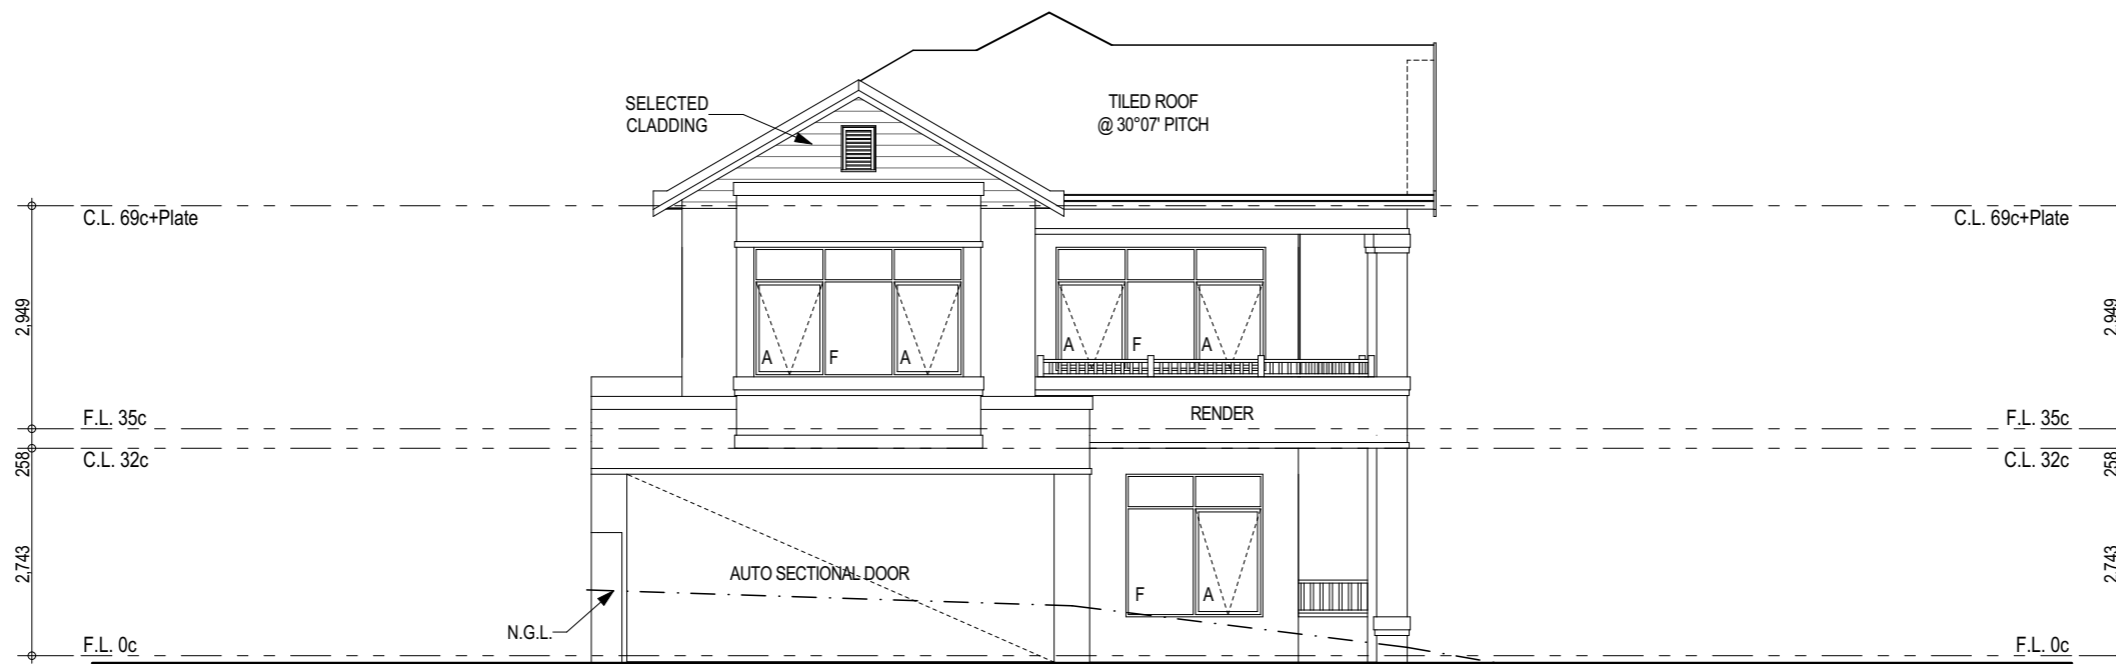 SELECTED
CLADDING
TILED ROOF
@ 30°07' PITCH
C.L. 69c+Plate
C.L. 69c+Plate
2,949
2,949
A
F
A
A
F
A
F.L. 35c
RENDER
F.L. 35c
258
C.L. 32c
C.L. 32c
258
2,743
AUTO SECTIONAL DOOR
2,743
F
A
N.G.L.
F.L. 0c
F.L. 0c